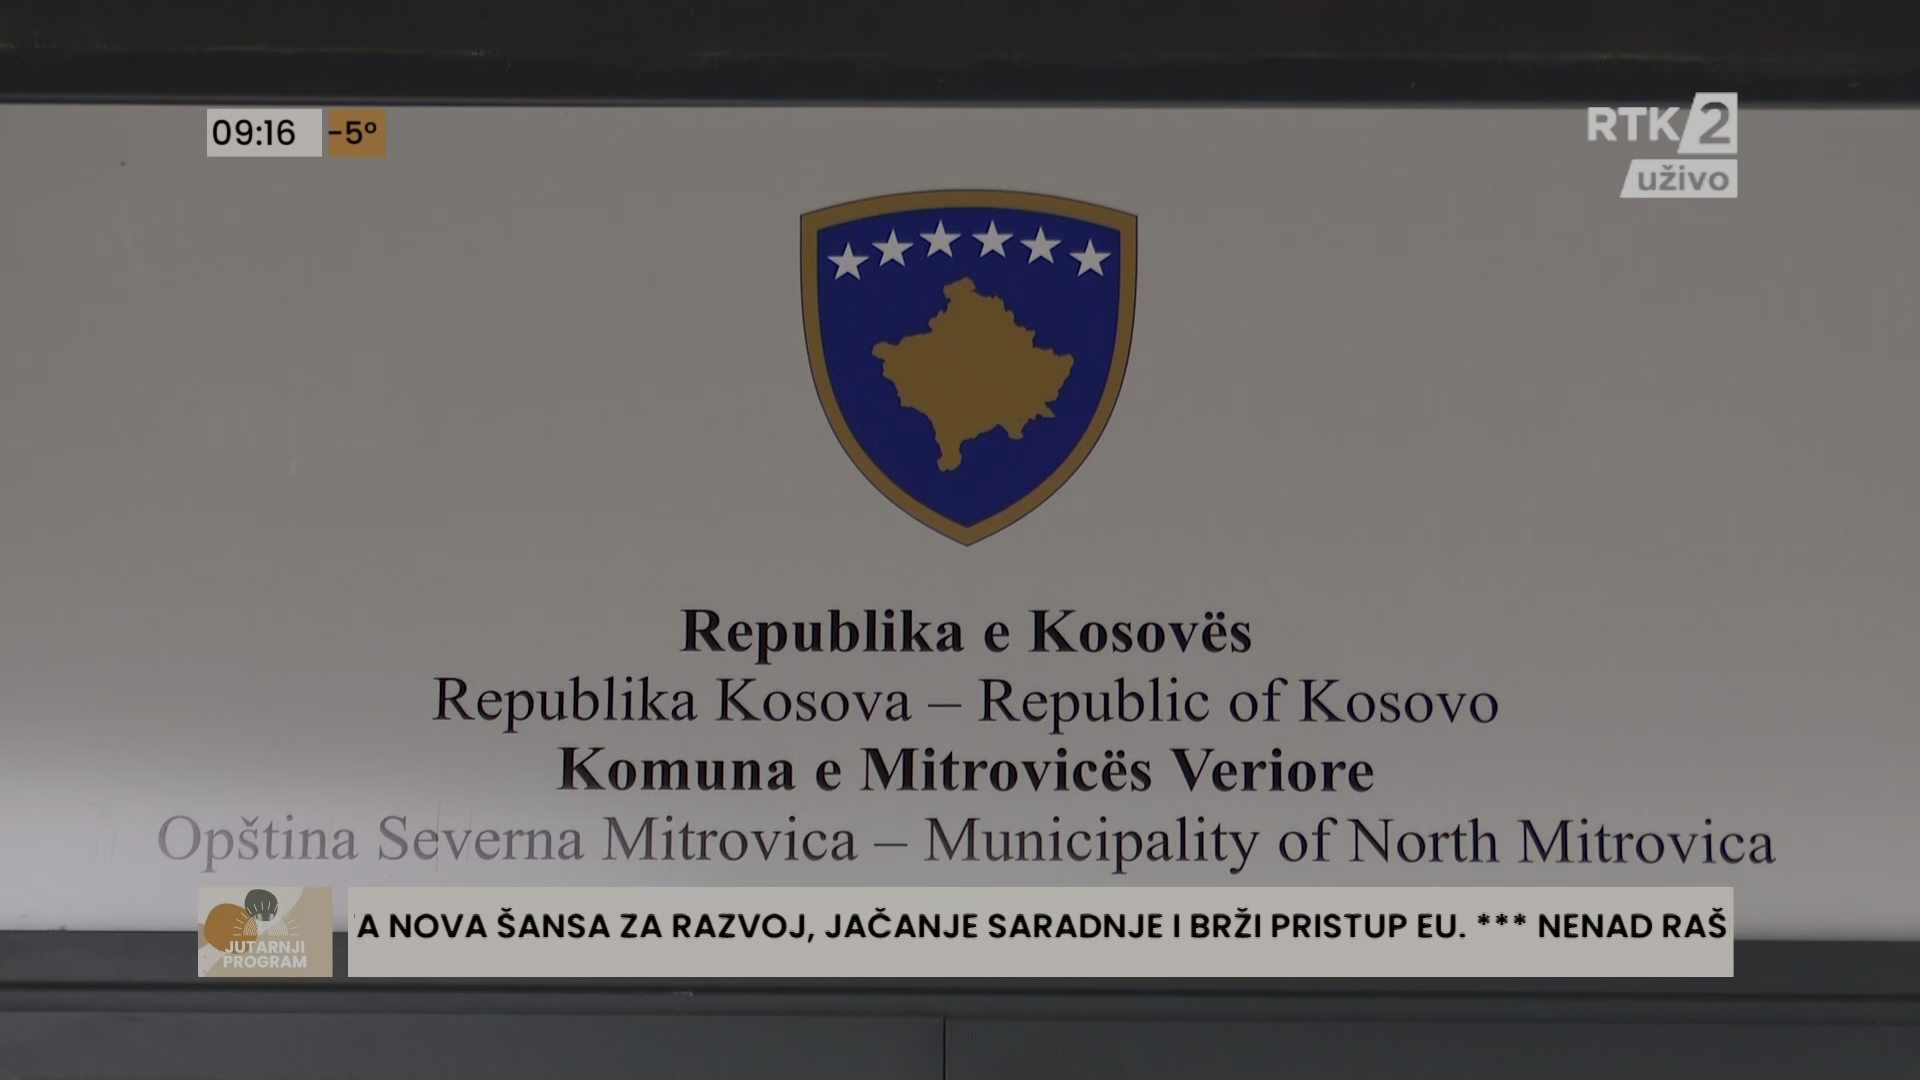 09:16 -5°
RTK/2
uživo
Republika e Kosovës
Republika Kosova – Republic of Kosovo
Komuna e Mitrovicës Veriore
Opština Severna Mitrovica – Municipality of North Mitrovica
JUTARNJI
PROGRAM
A NOVA ŠANSA ZA RAZVOJ, JAČANJE SARADNJE I BRŽI PRISTUP EU. *** NENAD RAŠ